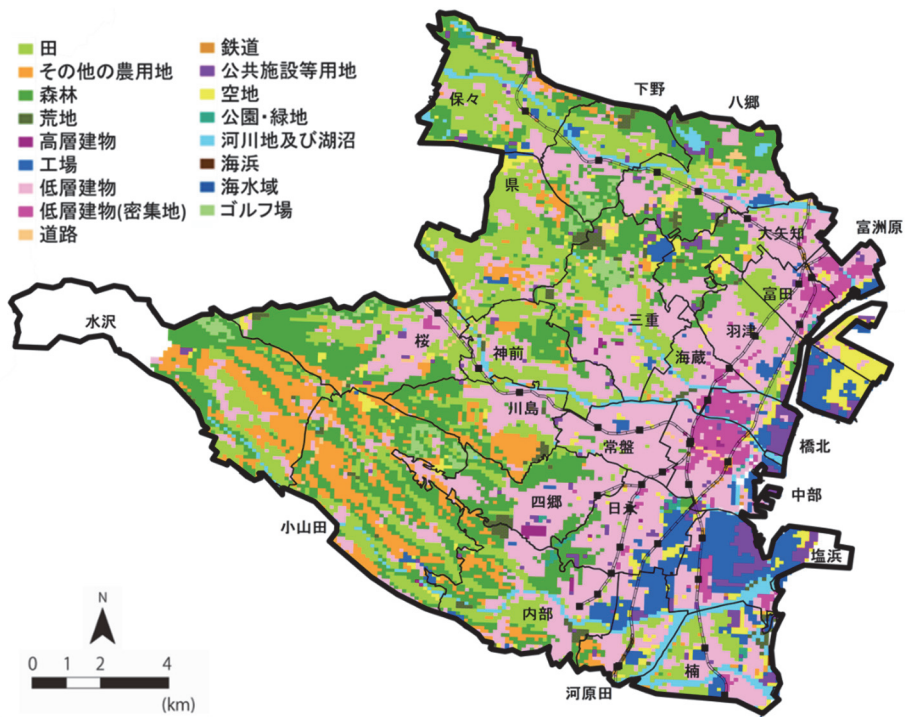 田
その他の農用地
森林
荒地
高層建物
工場
低層建物
低層建物(密集地)
道路
鉄道
公共施設等用地
空地
公園・緑地
河川地及び湖沼
海浜
海水域
ゴルフ場
下野
八郷
保々
県
大矢知
富洲原
富田
水沢
三重
羽津
桜
神前
海蔵
川島
常盤
橋北
中部
四郷
日永
小山田
塩浜
内部
楠
河原田
N
0 1 2 4
(km)